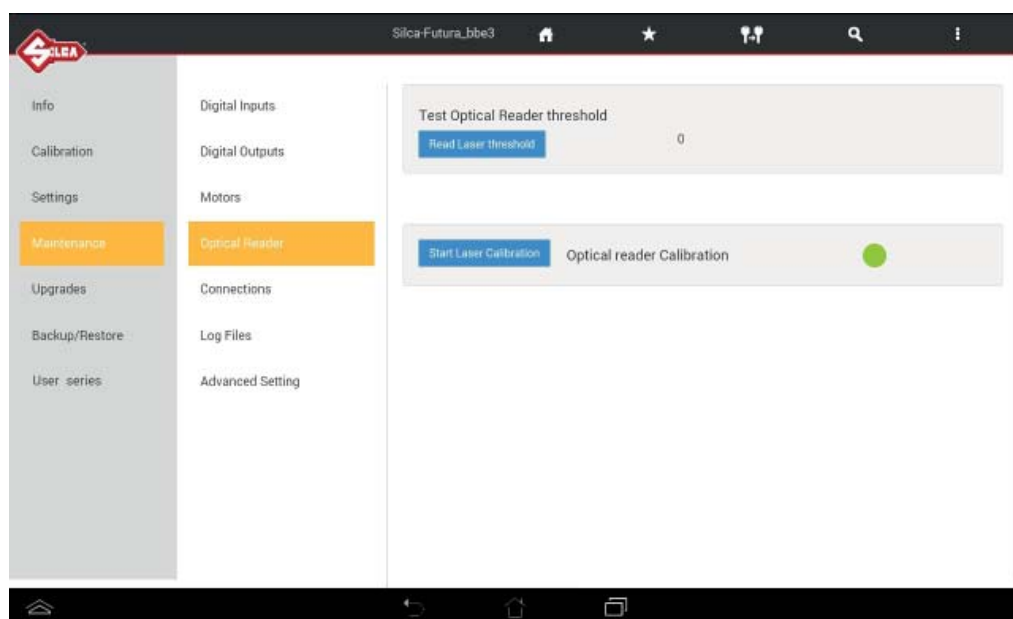 Silca-Futura_bbe3
SILCA
Info
Calibration
Settings
Maintenance
Upgrades
Backup/Restore
User series
Digital Inputs
Digital Outputs
Motors
Optical Reader
Connections
Log Files
Advanced Setting
Test Optical Reader threshold
Read Laser threshold
0
Start Laser Calibration
Optical reader Calibration